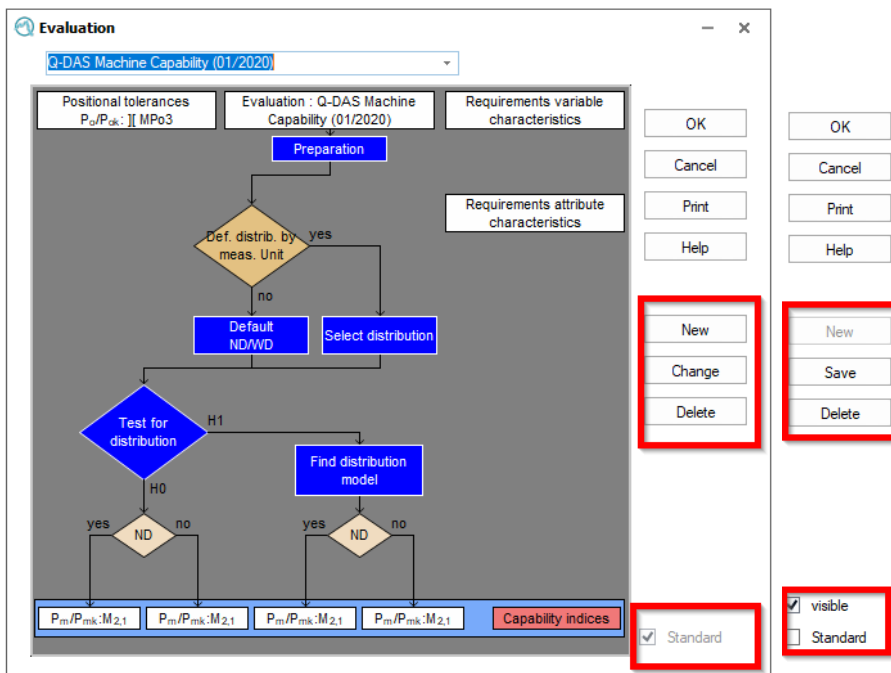 Evaluation
Q-DAS Machine Capability (01/2020)
Positional tolerances
Po/Pok: ][ MPo3
Evaluation : Q-DAS Machine
Capability (01/2020)
Requirements variable
characteristics
Preparation
Requirements attribute
characteristics
Def. distrib. by
meas. Unit
yes
no
Default
ND/WD
Select distribution
Test for
distribution
H1
H0
Find distribution
model
yes
ND
no
yes
ND
no
Pm/Pmk:M2,1
Pm/Pmk:M2,1
Pm/Pmk:M2,1
Pm/Pmk:M2,1
Capability indices
OK
Cancel
Print
Help
New
Change
Delete
Standard
OK
Cancel
Print
Help
New
Save
Delete
visible
Standard